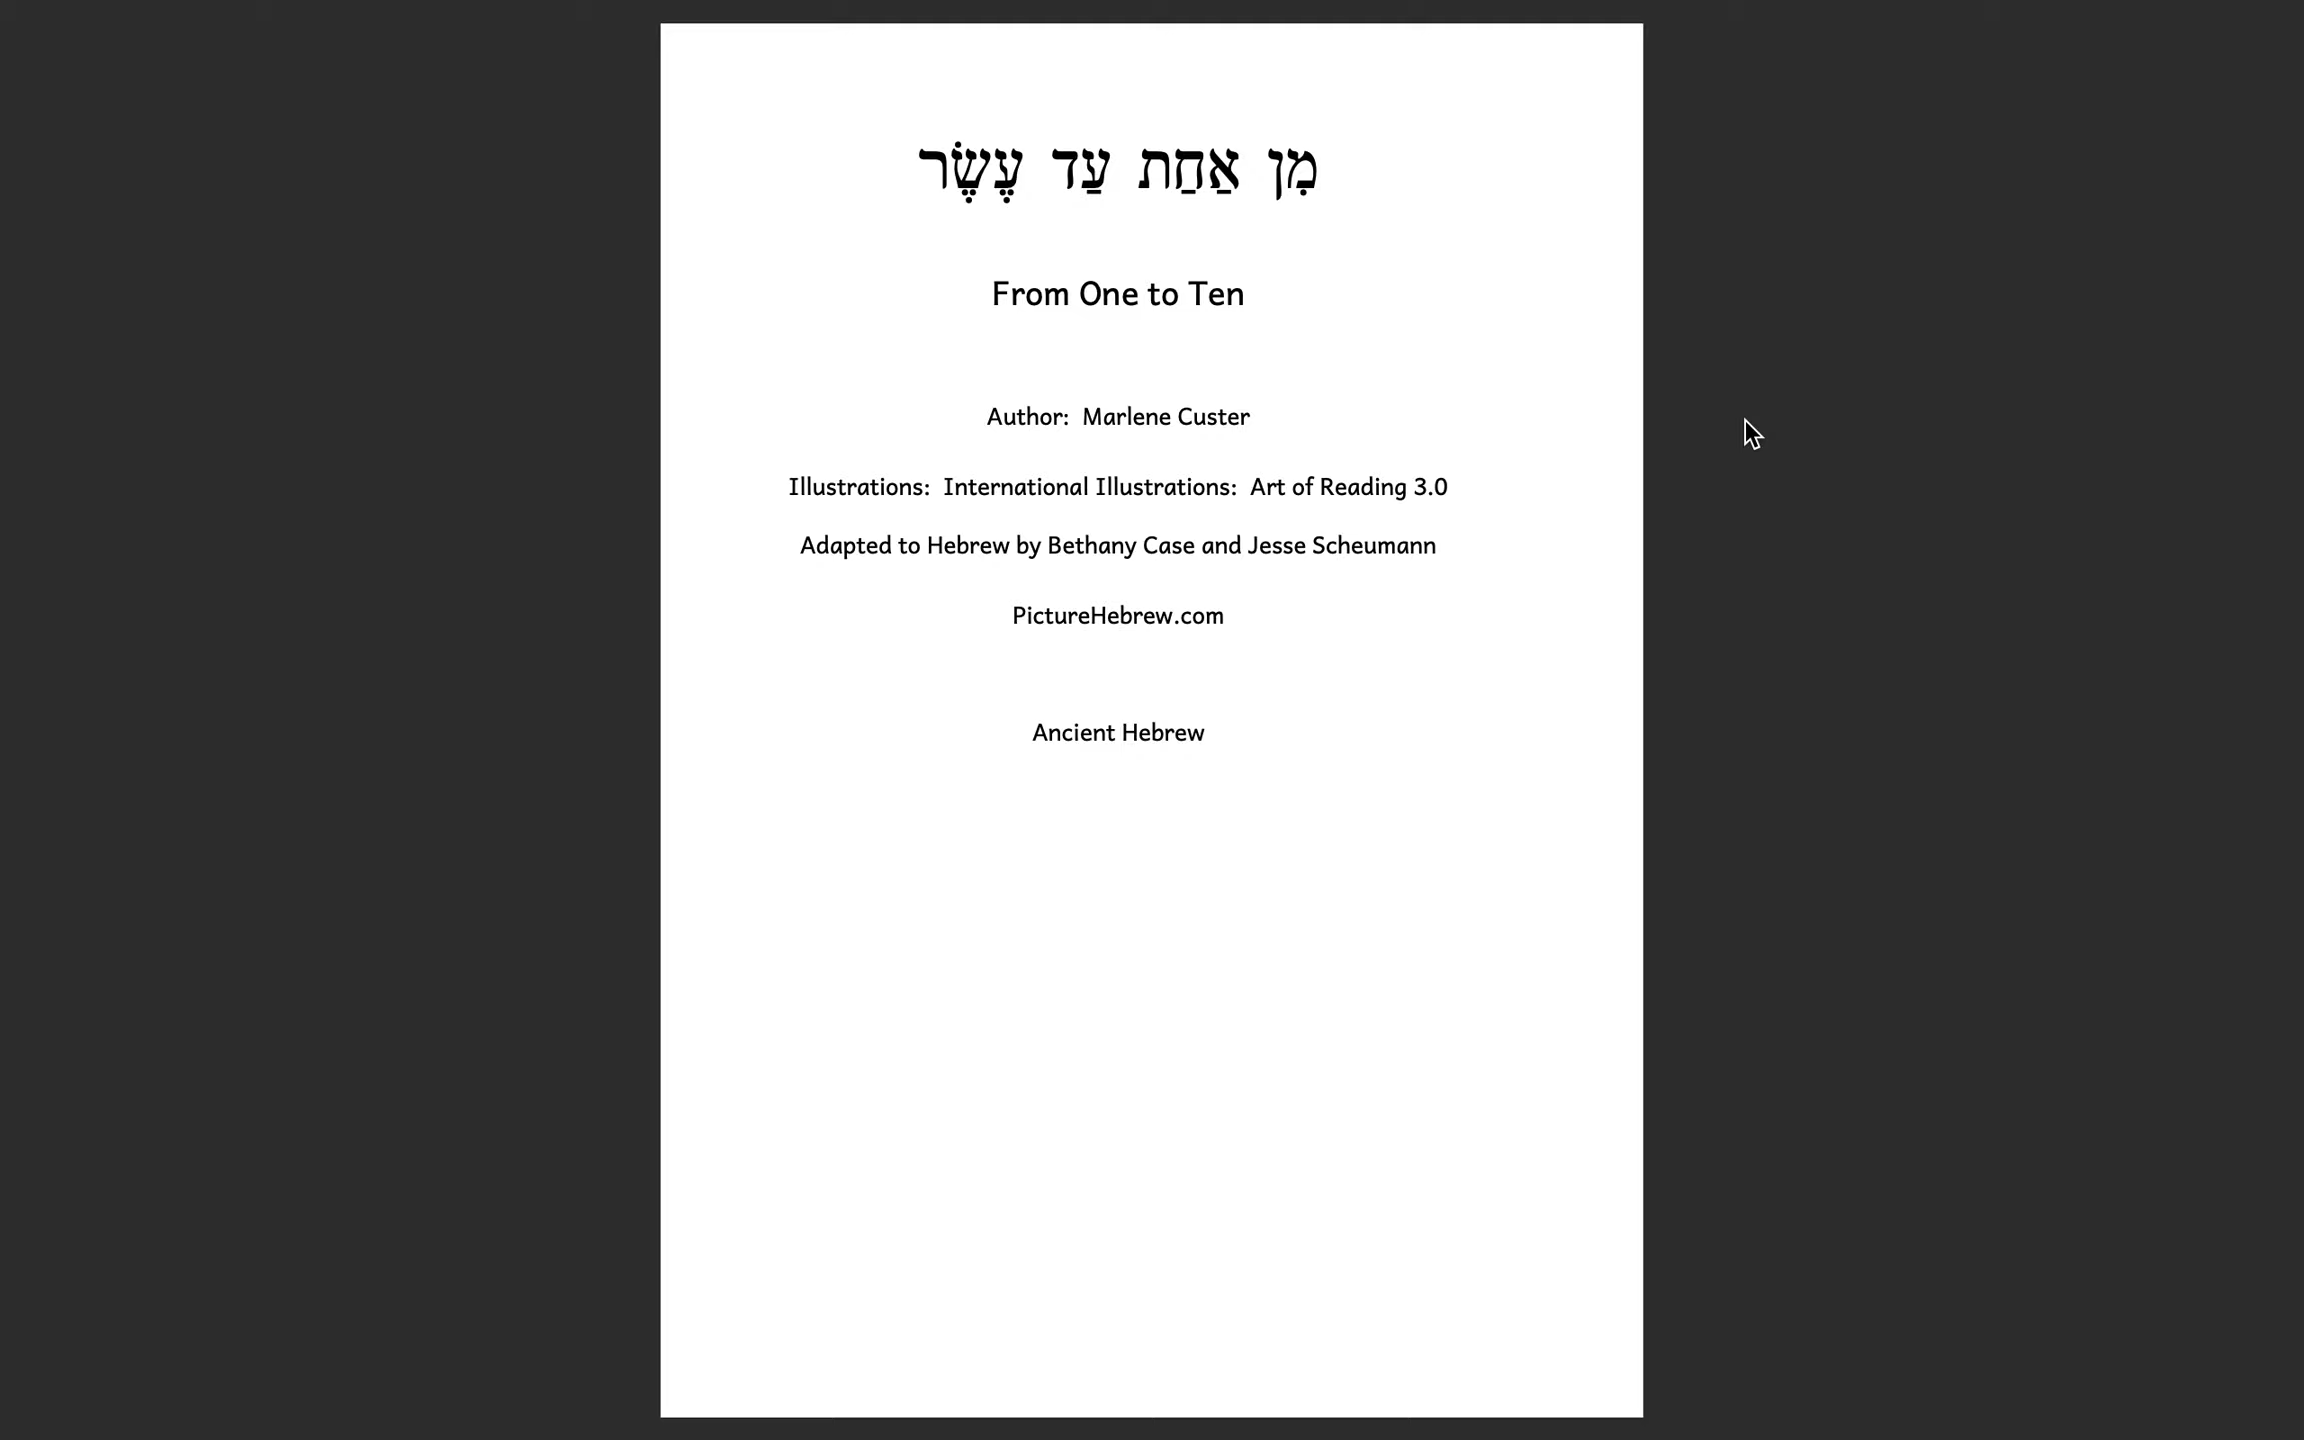 מִן אַחַת עַד עֶשֶׂר
From One to Ten
Author: Marlene Custer
Illustrations: International Illustrations: Art of Reading 3.0
Adapted to Hebrew by Bethany Case and Jesse Scheumann
PictureHebrew.com
Ancient Hebrew